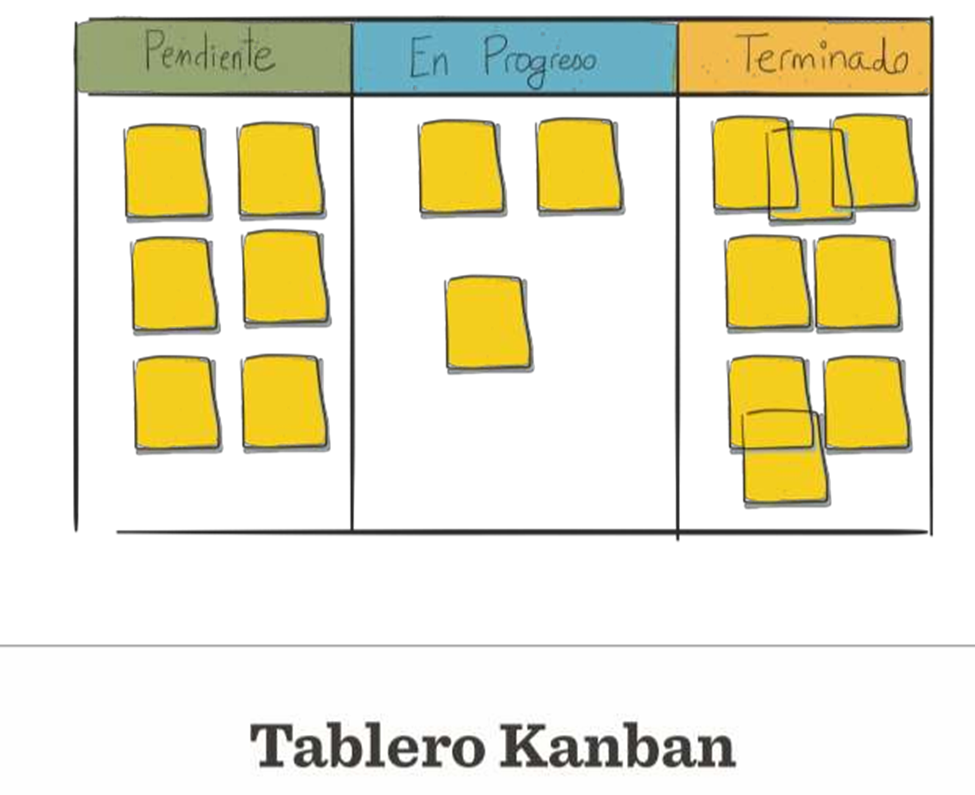 Pendiente
En Progreso
Terminado
Tablero Kanban